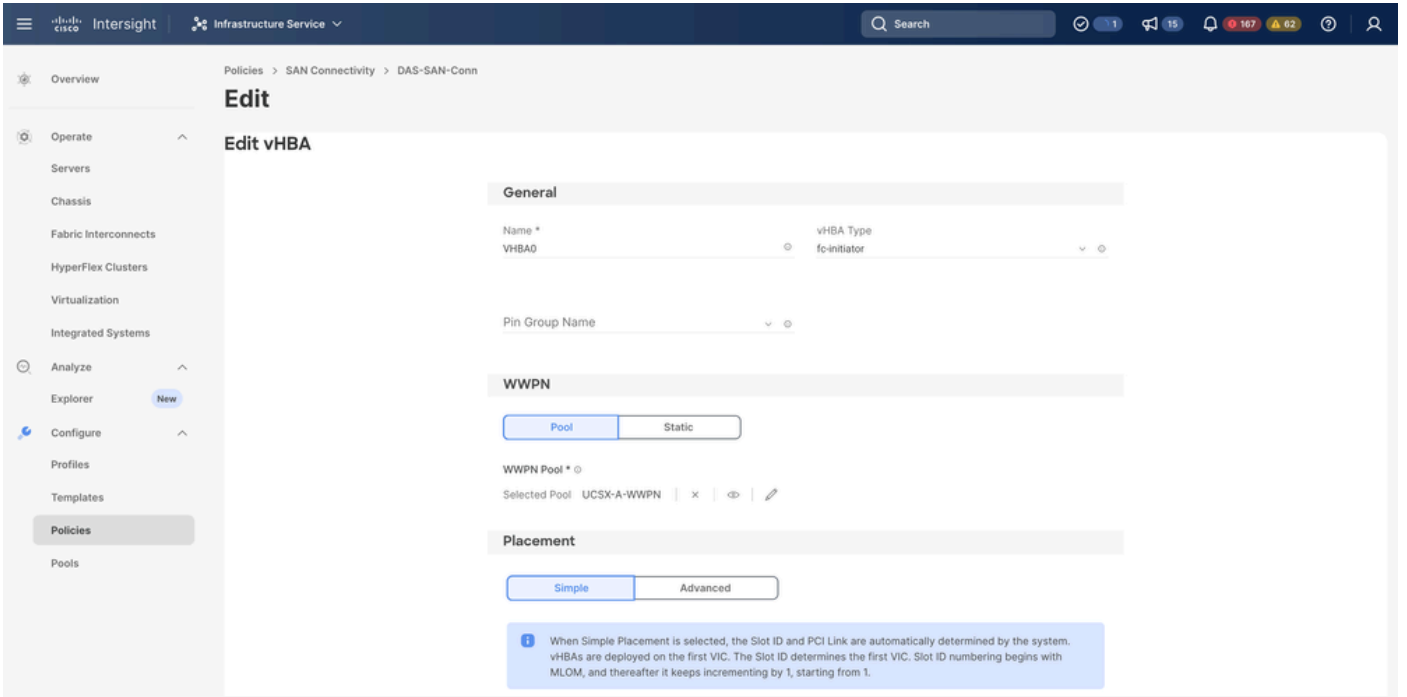 cisco Intersight
Infrastructure Service
Search
1
15
167
62
Overview
Operate
Servers
Chassis
Fabric Interconnects
HyperFlex Clusters
Virtualization
Integrated Systems
Analyze
Explorer New
Configure
Profiles
Templates
Policies
Pools
Policies > SAN Connectivity > DAS-SAN-Conn
Edit
Edit vHBA
General
Name *
VHBA0
vHBA Type
fc-initiator
Pin Group Name
WWPN
Pool Static
WWPN Pool *
Selected Pool UCSX-A-WWPN
Placement
Simple Advanced
When Simple Placement is selected, the Slot ID and PCI Link are automatically determined by the system.
vHBAs are deployed on the first VIC. The Slot ID determines the first VIC. Slot ID numbering begins with
MLOM, and thereafter it keeps incrementing by 1, starting from 1.